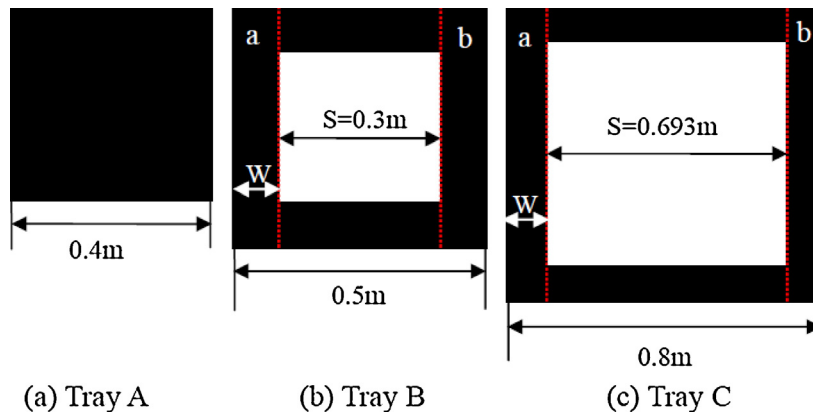 a
b
S=0.3m
W
0.4m
0.5m
a
b
S=0.693m
W
0.8m
(a) Tray A
(b) Tray B
(c) Tray C